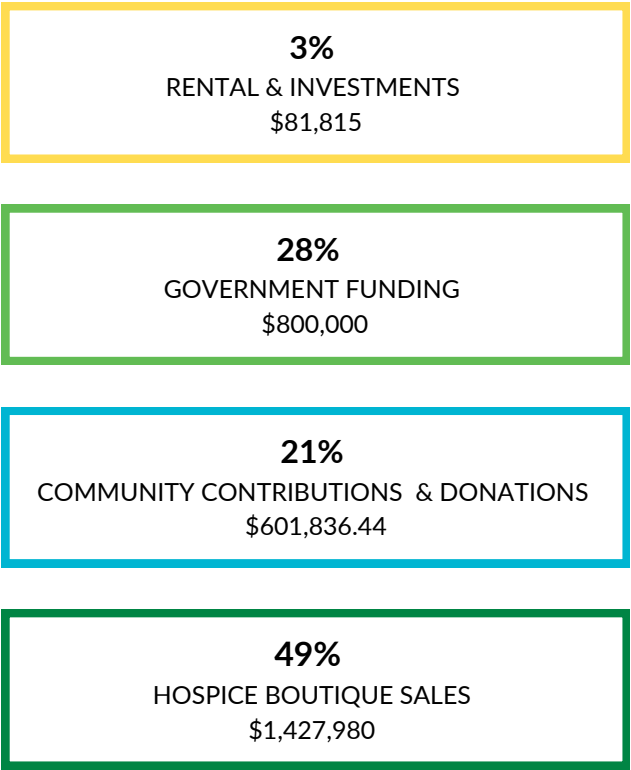 3%
RENTAL & INVESTMENTS
$81,815
28%
GOVERNMENT FUNDING
$800,000
21%
COMMUNITY CONTRIBUTIONS & DONATIONS
$601,836.44
49%
HOSPICE BOUTIQUE SALES
$1,427,980